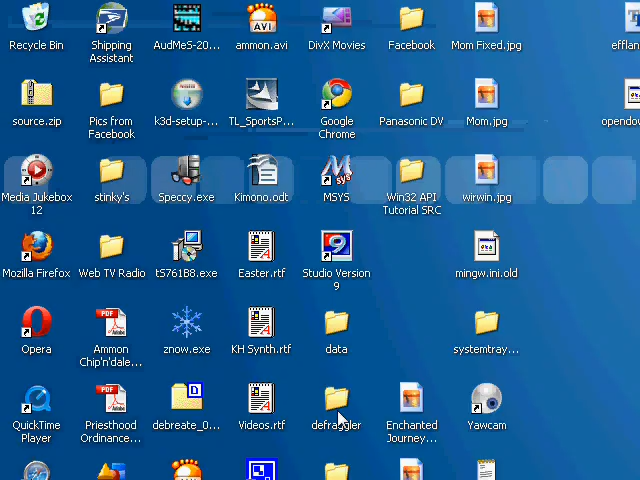 Recycle Bin
Shipping
Assistant
AudMeS-20...
ammon.avi
DivX Movies
Facebook
Mom Fixed.jpg
efflan
source.zip
Pics from
Facebook
k3d-setup-...
TL_SportsP...
Google
Chrome
Panasonic DV
Mom.jpg
opendow
Media Jukebox
12
stinky's
Speccy.exe
Kimono.odt
MSYS
Win32 API
Tutorial SRC
wirwin.jpg
Mozilla Firefox
Web TV Radio
tS761B8.exe
Easter.rtf
Studio Version
9
mingw.ini.old
Opera
Ammon
Chip'n'dale...
znow.exe
KH Synth.rtf
data
systemtray...
QuickTime
Player
Priesthood
Ordinance...
debreate_0...
Videos.rtf
defraggler
Enchanted
Journey...
Yawcam